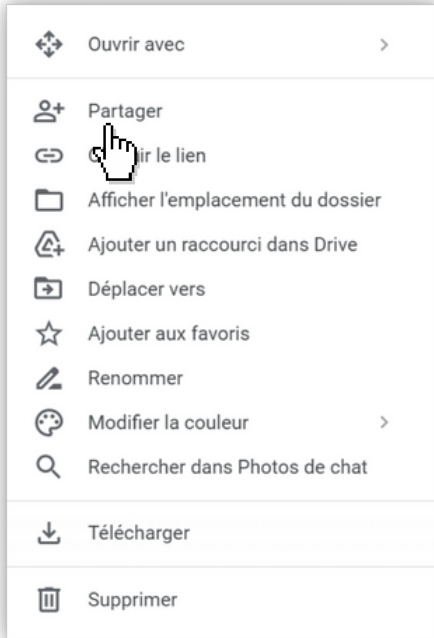 Ouvrir avec
Partager
ir le lien
Afficher l'emplacement du dossier
Ajouter un raccourci dans Drive
Déplacer vers
Ajouter aux favoris
Renommer
Modifier la couleur
Rechercher dans Photos de chat
Télécharger
Supprimer